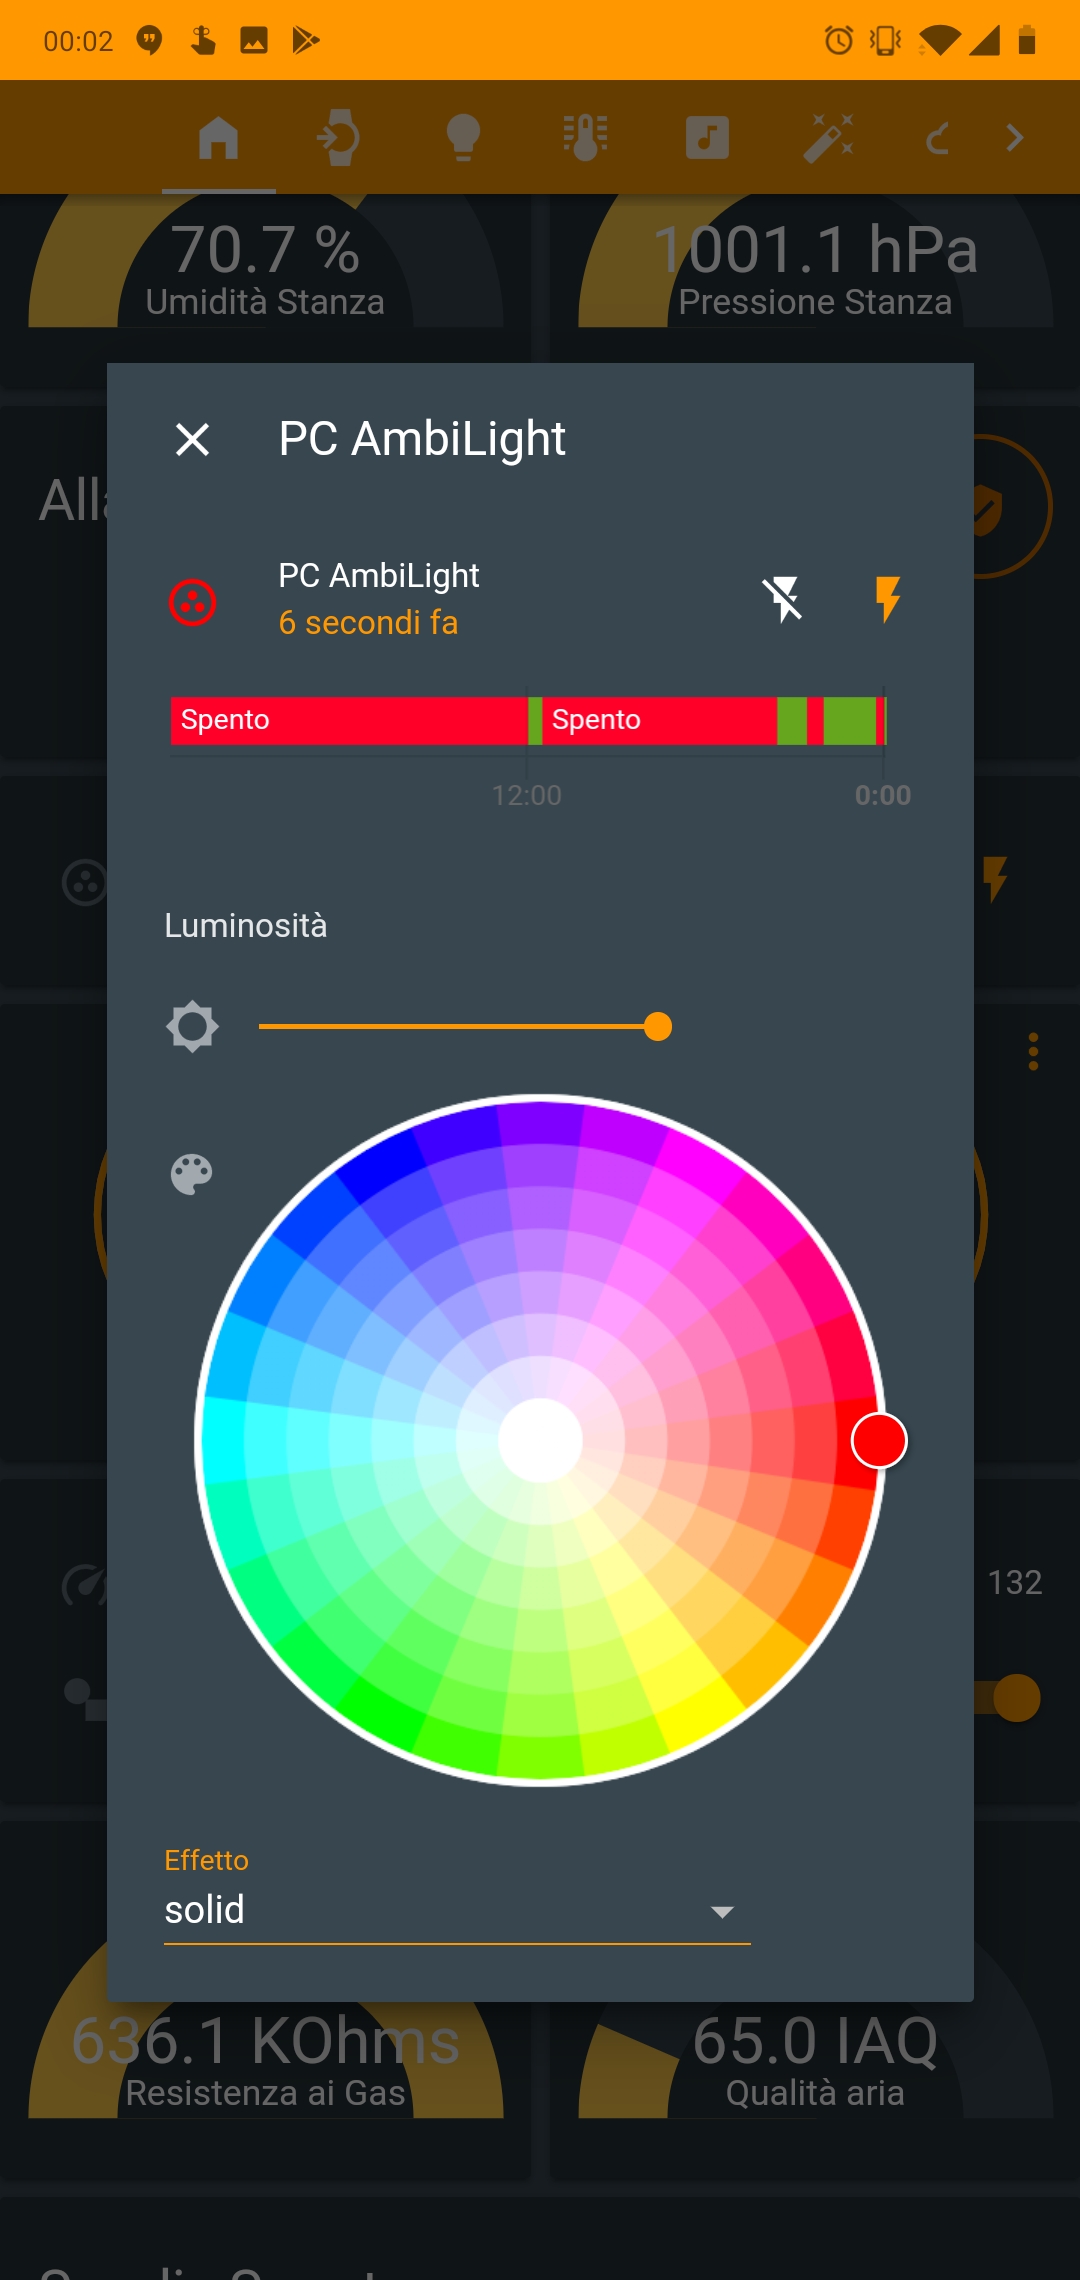 00:02
70.7 %
Umidità Stanza
1001.1 hPa
Pressione Stanza
PC AmbiLight
PC AmbiLight
6 secondi fa
Spento
Spento
12:00
0:00
Luminosità
132
Effetto
solid
636.1 KOhms
Resistenza ai Gas
65.0 IAQ
Qualità aria